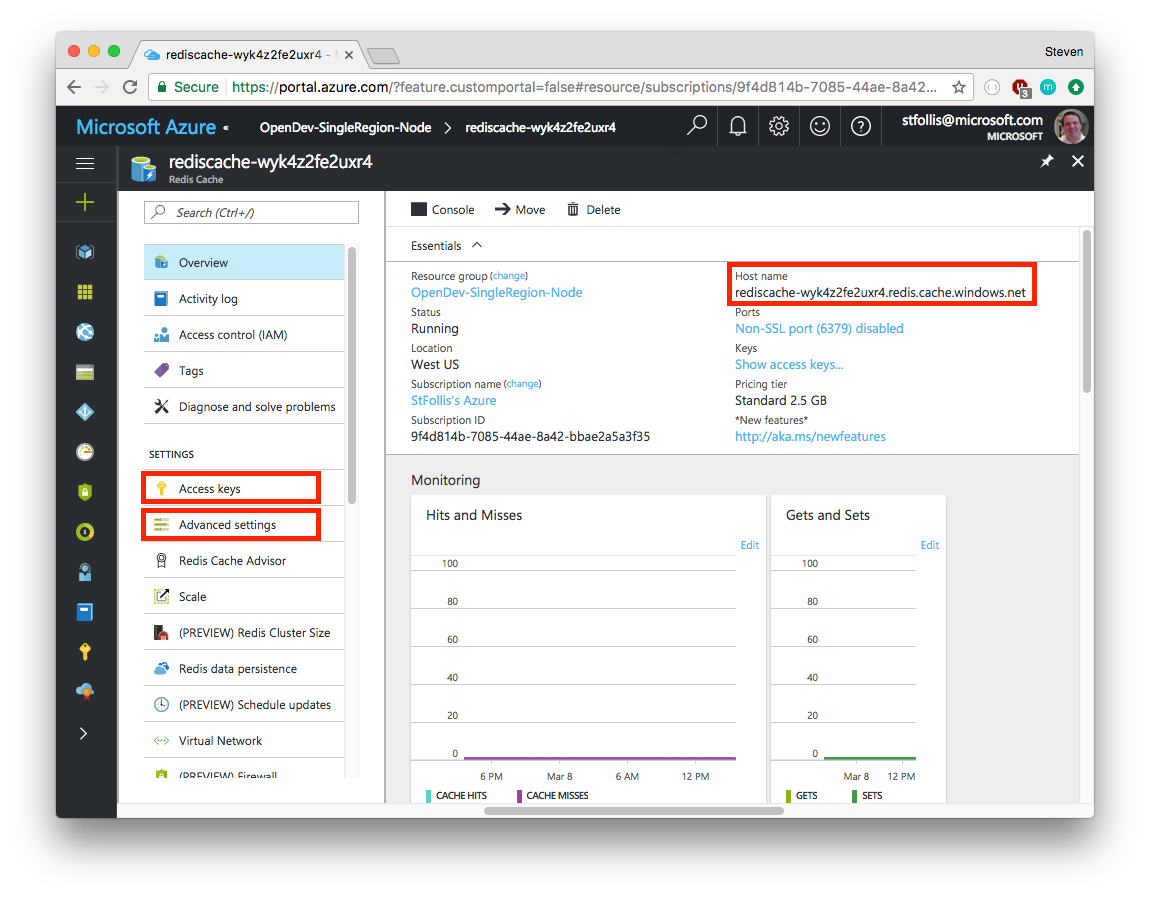 rediscache-wyk4z2fe2uxr4 -
Steven
Secure https://portal.azure.com/?feature.customportal=false#resource/subscriptions/9f4d814b-7085-44ae-8a42...
3
m
Microsoft Azure «
OpenDev-SingleRegion-Node > rediscache-wyk4z2fe2uxr4
stfollis@microsoft.com
MICROSOFT
rediscache-wyk4z2fe2uxr4
Redis Cache
Search (Ctrl+/)
Overview
Activity log
Access control (IAM)
Tags
Diagnose and solve problems
SETTINGS
Access keys
Advanced settings
Redis Cache Advisor
Scale
(PREVIEW) Redis Cluster Size
Redis data persistence
(PREVIEW) Schedule updates
Virtual Network
(PREVIEW) Firewall
Console Move Delete
Essentials
Resource group (change)
OpenDev-SingleRegion-Node
Status
Running
Location
West US
Subscription name (change)
StFollis's Azure
Subscription ID
9f4d814b-7085-44ae-8a42-bbae2a5a3f35
Host name
rediscache-wyk4z2fe2uxr4.redis.cache.windows.net
Ports
Non-SSL port (6379) disabled
Keys
Show access keys...
Pricing tier
Standard 2.5 GB
*New features*
http://aka.ms/newfeatures
Monitoring
Hits and Misses
Edit
100
80
60
40
20
0
6 PM Mar 8 6 AM 12 PM
CACHE HITS CACHE MISSES
Gets and Sets
Edit
100
80
60
40
20
0
Mar 8 12 PM
GETS SETS